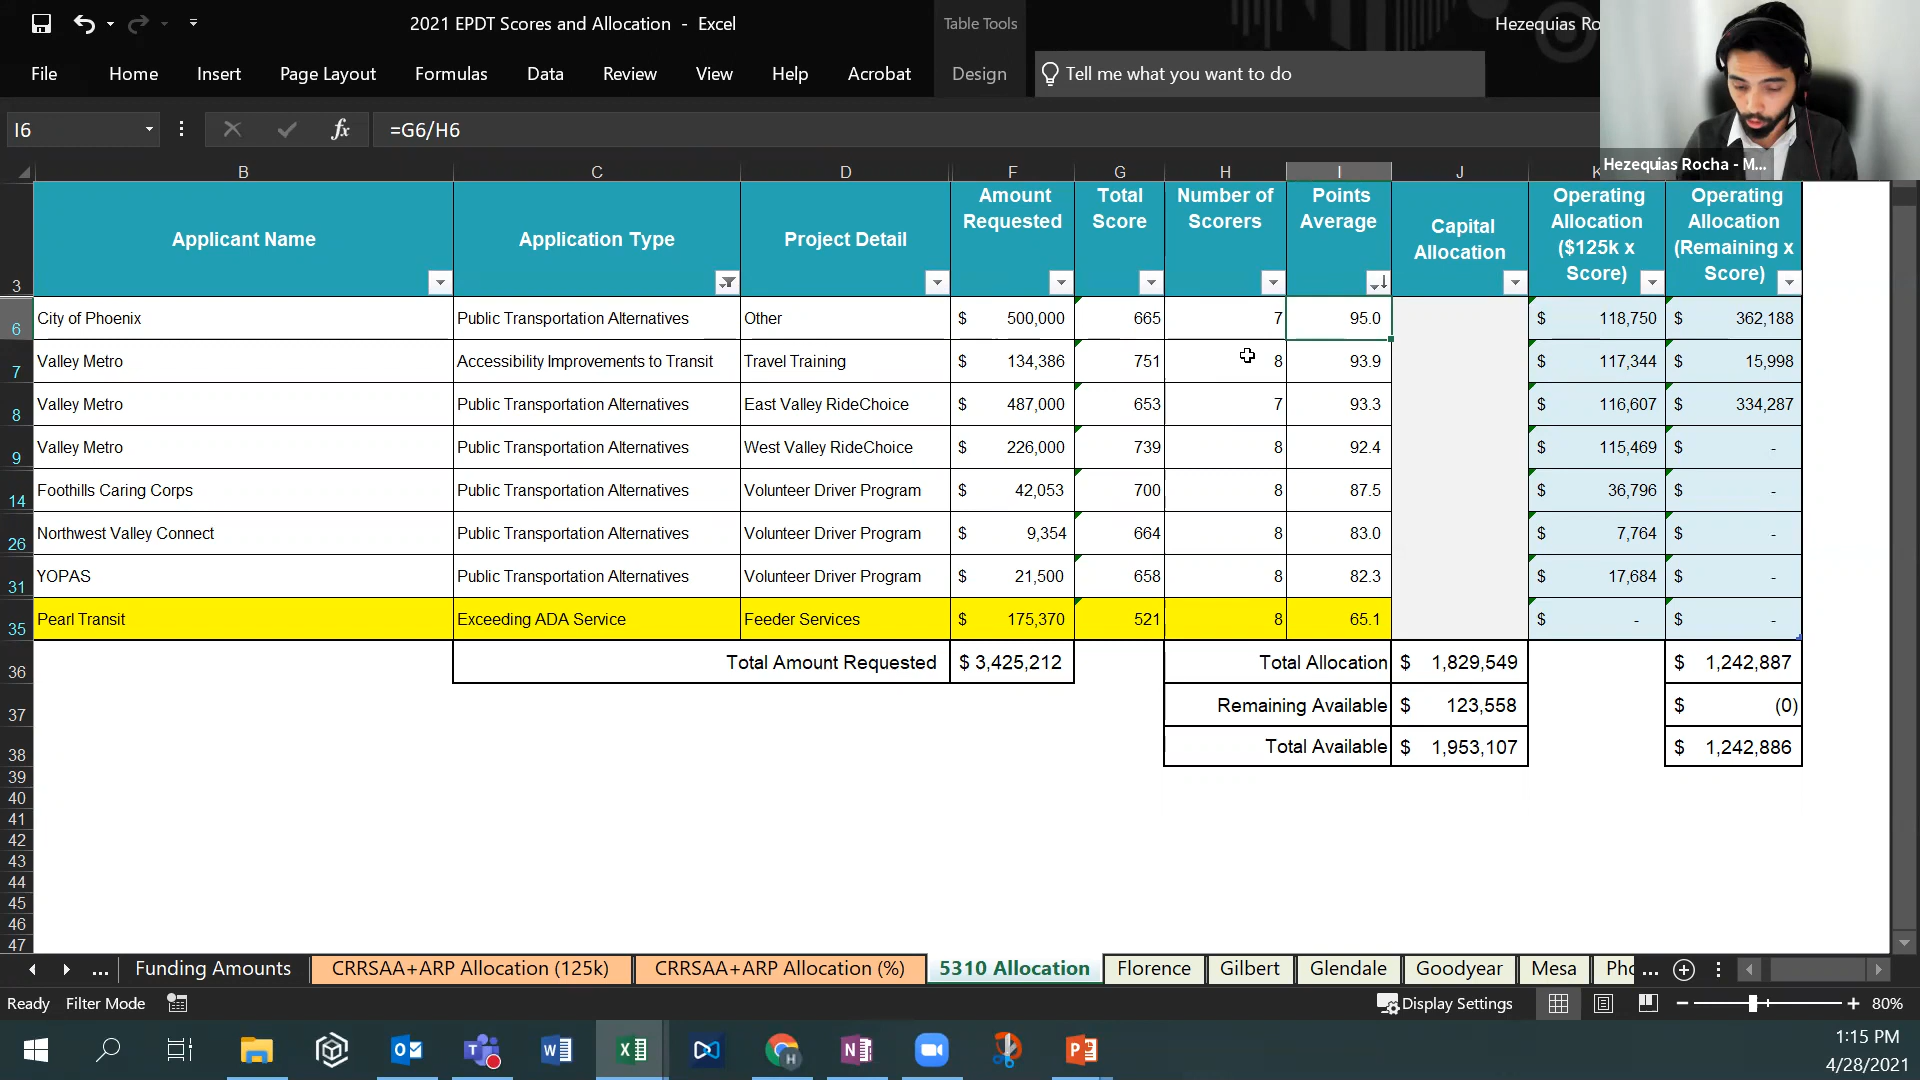 2021 EPDT Scores and Allocation - Excel
Table Tools
Hezequias Ro
File Home Insert Page Layout Formulas Data Review View Help Acrobat Design Tell me what you want to do
I6 fx =G6/H6
Hezequias Rocha - M...
B C D F G H I J K L
3 Applicant Name Application Type Project Detail Amount Requested Total Score Number of Scorers Points Average Capital Allocation Operating Allocation ($125k x Score) Operating Allocation (Remaining x Score)
6 City of Phoenix Public Transportation Alternatives Other $ 500,000 665 7 95.0 $ 118,750 $ 362,188
7 Valley Metro Accessibility Improvements to Transit Travel Training $ 134,386 751 8 93.9 $ 117,344 $ 15,998
8 Valley Metro Public Transportation Alternatives East Valley RideChoice $ 487,000 653 7 93.3 $ 116,607 $ 334,287
9 Valley Metro Public Transportation Alternatives West Valley RideChoice $ 226,000 739 8 92.4 $ 115,469 $ -
14 Foothills Caring Corps Public Transportation Alternatives Volunteer Driver Program $ 42,053 700 8 87.5 $ 36,796 $ -
26 Northwest Valley Connect Public Transportation Alternatives Volunteer Driver Program $ 9,354 664 8 83.0 $ 7,764 $ -
31 YOPAS Public Transportation Alternatives Volunteer Driver Program $ 21,500 658 8 82.3 $ 17,684 $ -
35 Pearl Transit Exceeding ADA Service Feeder Services $ 175,370 521 8 65.1 $ - $ -
36 Total Amount Requested $ 3,425,212 Total Allocation $ 1,829,549 $ 1,242,887
37 Remaining Available $ 123,558 $ (0)
38 Total Available $ 1,953,107 $ 1,242,886
39
40
41
42
43
44
45
46
47
... Funding Amounts CRRSAA+ARP Allocation (125k) CRRSAA+ARP Allocation (%) 5310 Allocation Florence Gilbert Glendale Goodyear Mesa Pho ...
Ready Filter Mode Display Settings 80%
1:15 PM
4/28/2021